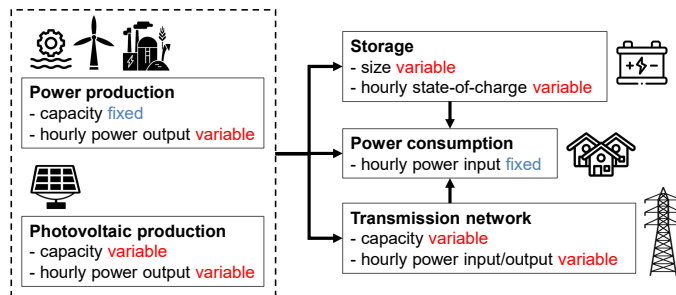 Power production
- capacity fixed
- hourly power output variable
Photovoltaic production
- capacity variable
- hourly power output variable
Storage
- size variable
- hourly state-of-charge variable
Power consumption
- hourly power input fixed
Transmission network
- capacity variable
- hourly power input/output variable